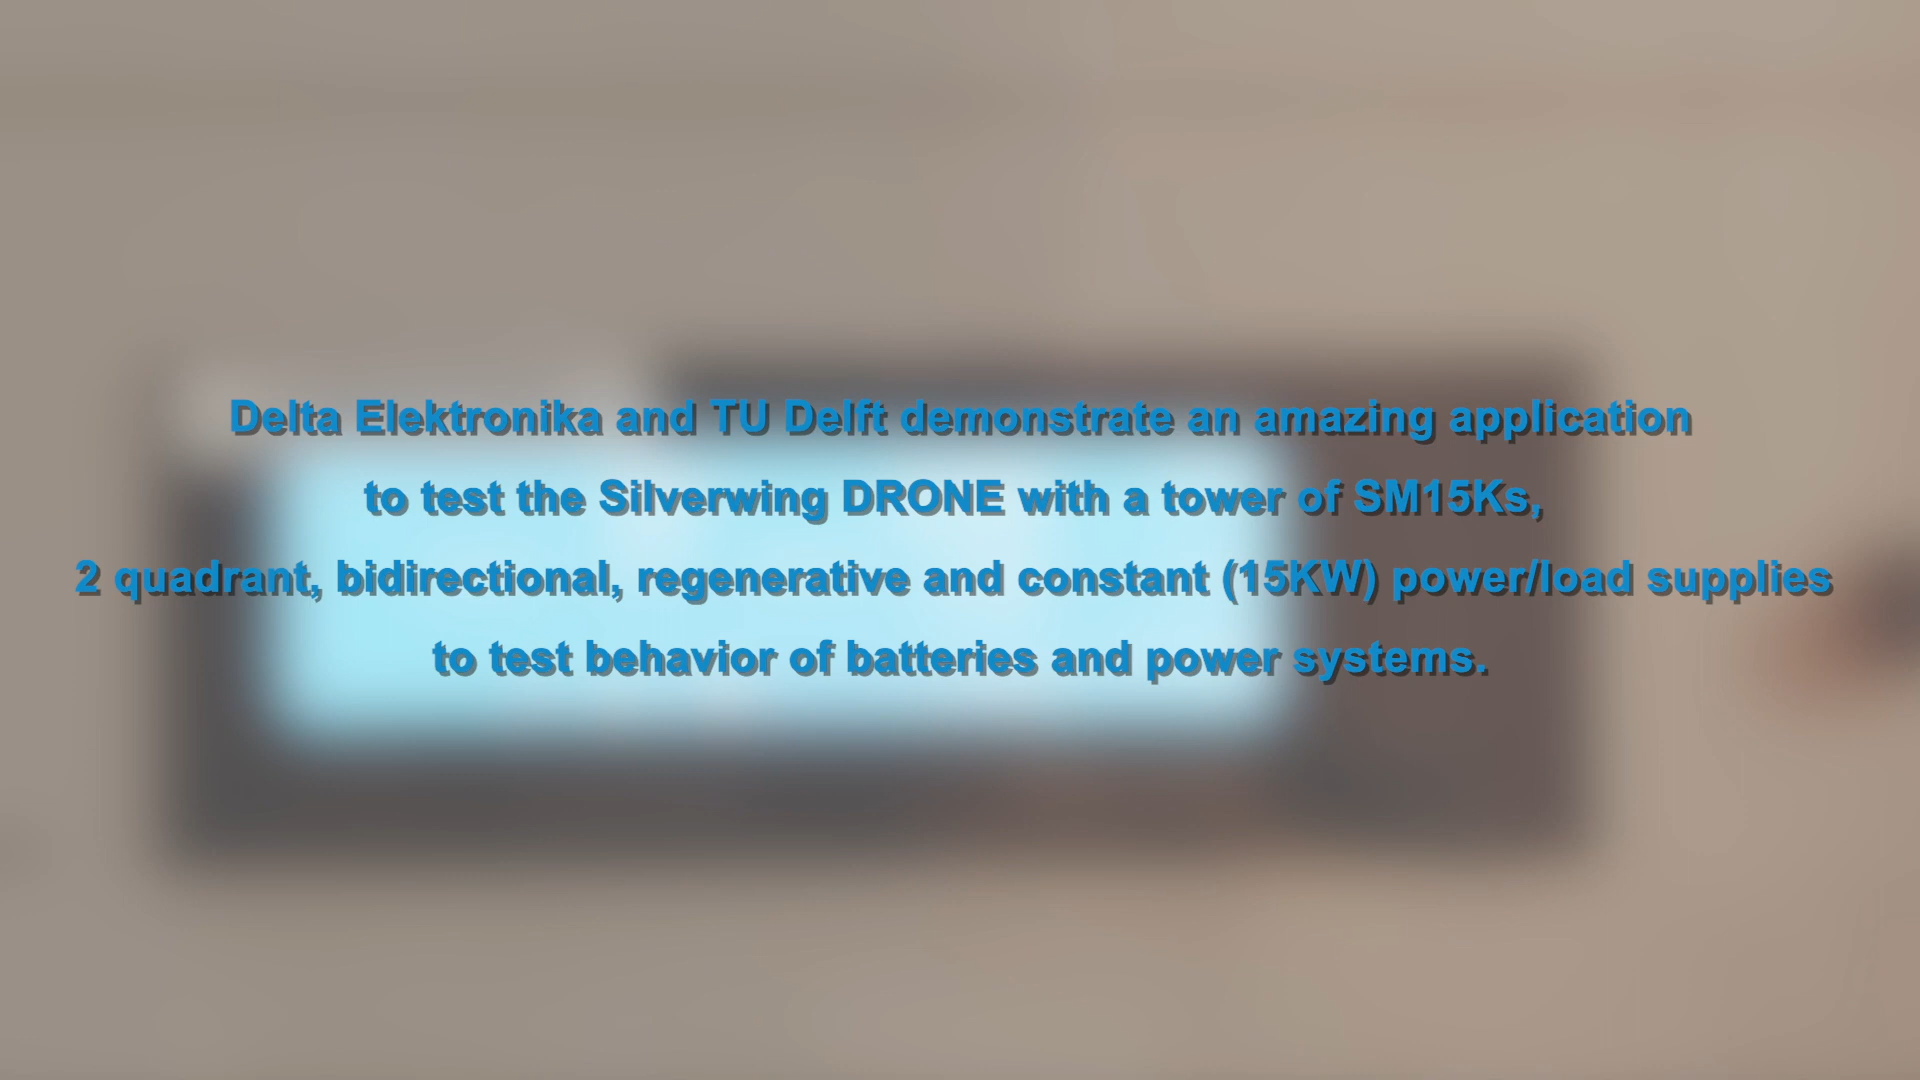 Delta Elektronika and TU Delft demonstrate an amazing application
to test the Silverwing DRONE with a tower of SM15Ks,
2 quadrant, bidirectional, regenerative and constant (15KW) power/load supplies
to test behavior of batteries and power systems.